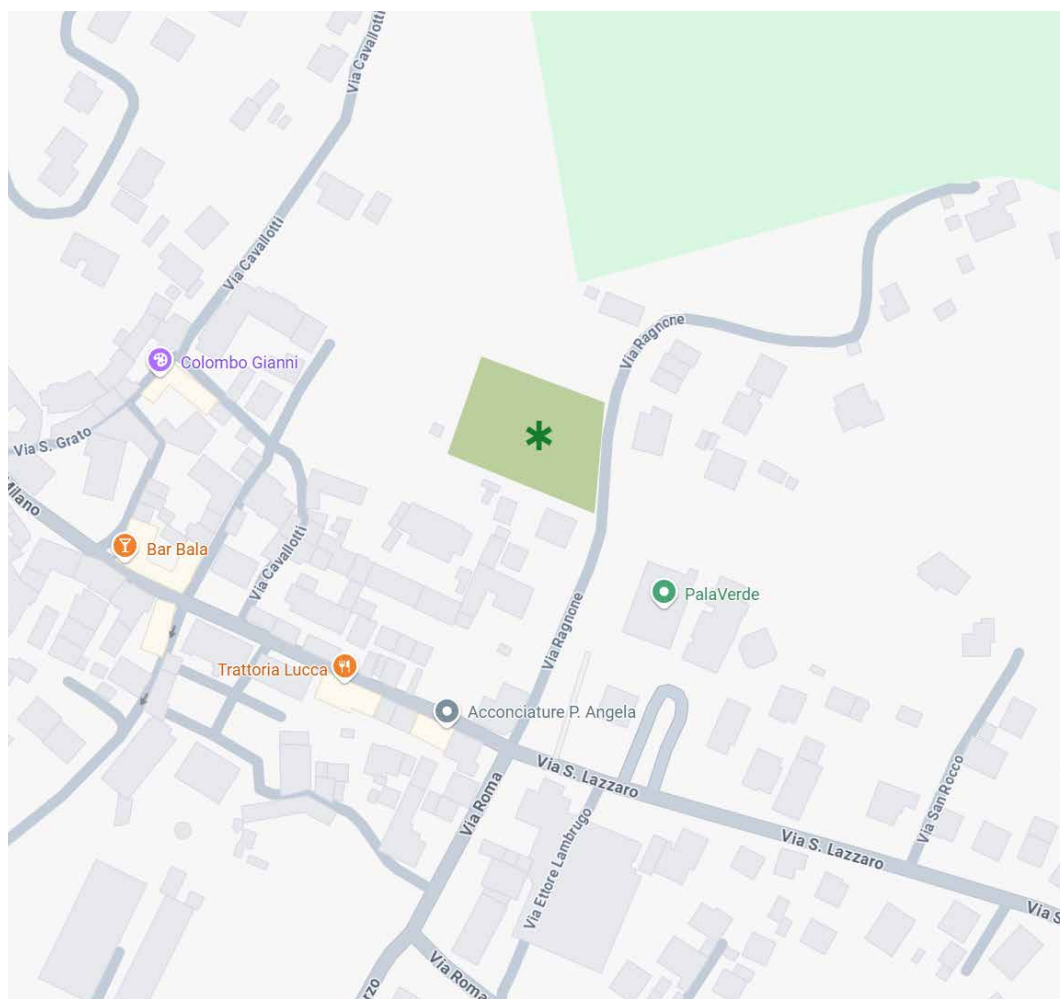 Via Cavallotti
Via Cavallotti
Via Ragnone
Colombo Gianni
Via S. Grato
Milano
Bar Bala
Via Cavallotti
PalaVerde
Via Ragnone
Trattoria Lucca
Acconciature P. Angela
Via S. Lazzaro
Via Roma
Via San Rocco
Via S. Lazzaro
Via Ettore Lambrugo
Via S
Via Roma
rzo